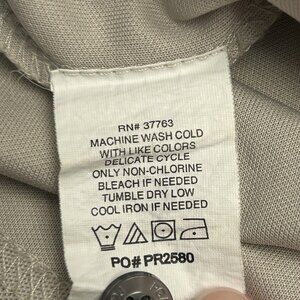 RN# 37763
MACHINE WASH COLD
WITH LIKE COLORS
DELICATE CYCLE
ONLY NON-CHLORINE
BLEACH IF NEEDED
TUMBLE DRY LOW
COOL IRON IF NEEDED
PO# PR2580